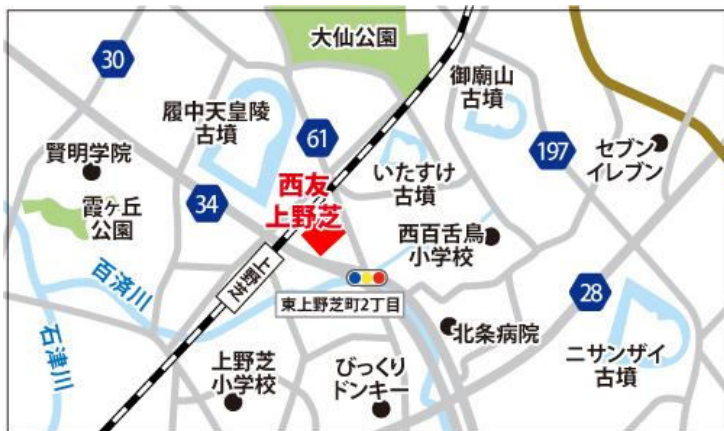 大仙公園
30
御廟山
古墳
履中天皇陵
古墳
61
197
セブン
イレブン
賢明学院
いたすけ
古墳
西友
上野芝
34
霞ヶ丘
公園
西百舌鳥
小学校
上野芝
百済川
東上野芝町2丁目
28
石津川
北条病院
ニサンザイ
古墳
上野芝
小学校
びっくり
ドンキー